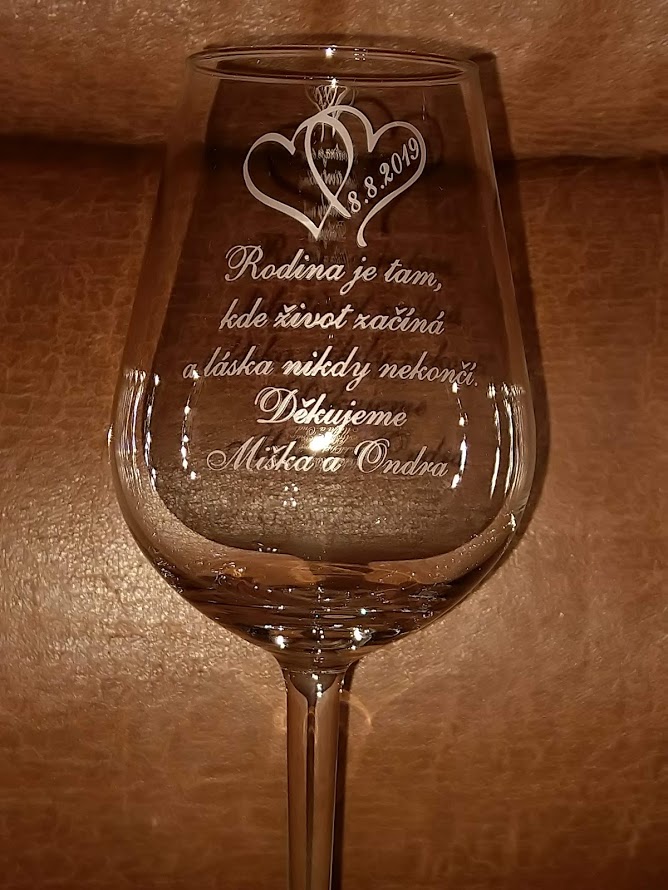 8.8.2019
Rodina je tam,
kde život začíná
a láska nikdy nekončí.
Děkujeme
Miška a Ondra